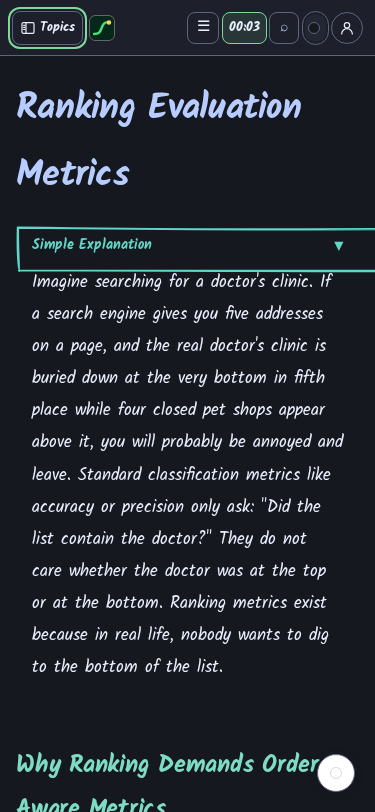 Topics
00:03
Ranking Evaluation
Metrics
Simple Explanation
Imagine searching for a doctor's clinic. If
a search engine gives you five addresses
on a page, and the real doctor's clinic is
buried down at the very bottom in fifth
place while four closed pet shops appear
above it, you will probably be annoyed and
leave. Standard classification metrics like
accuracy or precision only ask: "Did the
list contain the doctor?" They do not
care whether the doctor was at the top
or at the bottom. Ranking metrics exist
because in real life, nobody wants to dig
to the bottom of the list.
Why Ranking Demands Order
Aware Metrics